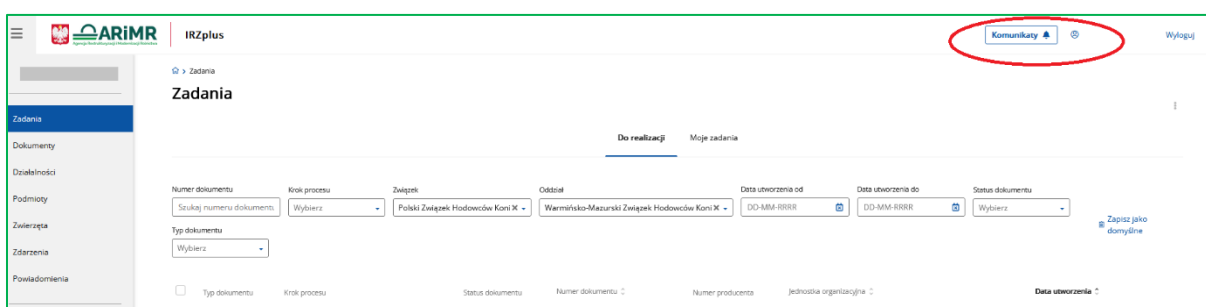 ARiMR
Agencja Restrukturyzacji i Modernizacji Rolnictwa
IRZplus
Komunikaty
Wyloguj
Zadania
Zadania
Zadania
Dokumenty
Działalności
Podmioty
Zwierzęta
Zdarzenia
Powiadomienia
Do realizacji Moje zadania
Numer dokumentu Krok procesu Związek Oddział Data utworzenia od Data utworzenia do Status dokumentu
Szukaj numeru dokumentu Wybierz Polski Związek Hodowców Koni X Warmińsko-Mazurski Związek Hodowców Koni X DD-MM-RRRR DD-MM-RRRR Wybierz
Zapisz jako
domyślne
Typ dokumentu
Wybierz
Typ dokumentu Krok procesu Status dokumentu Numer dokumentu Numer producenta Jednostka organizacyjna Data utworzenia